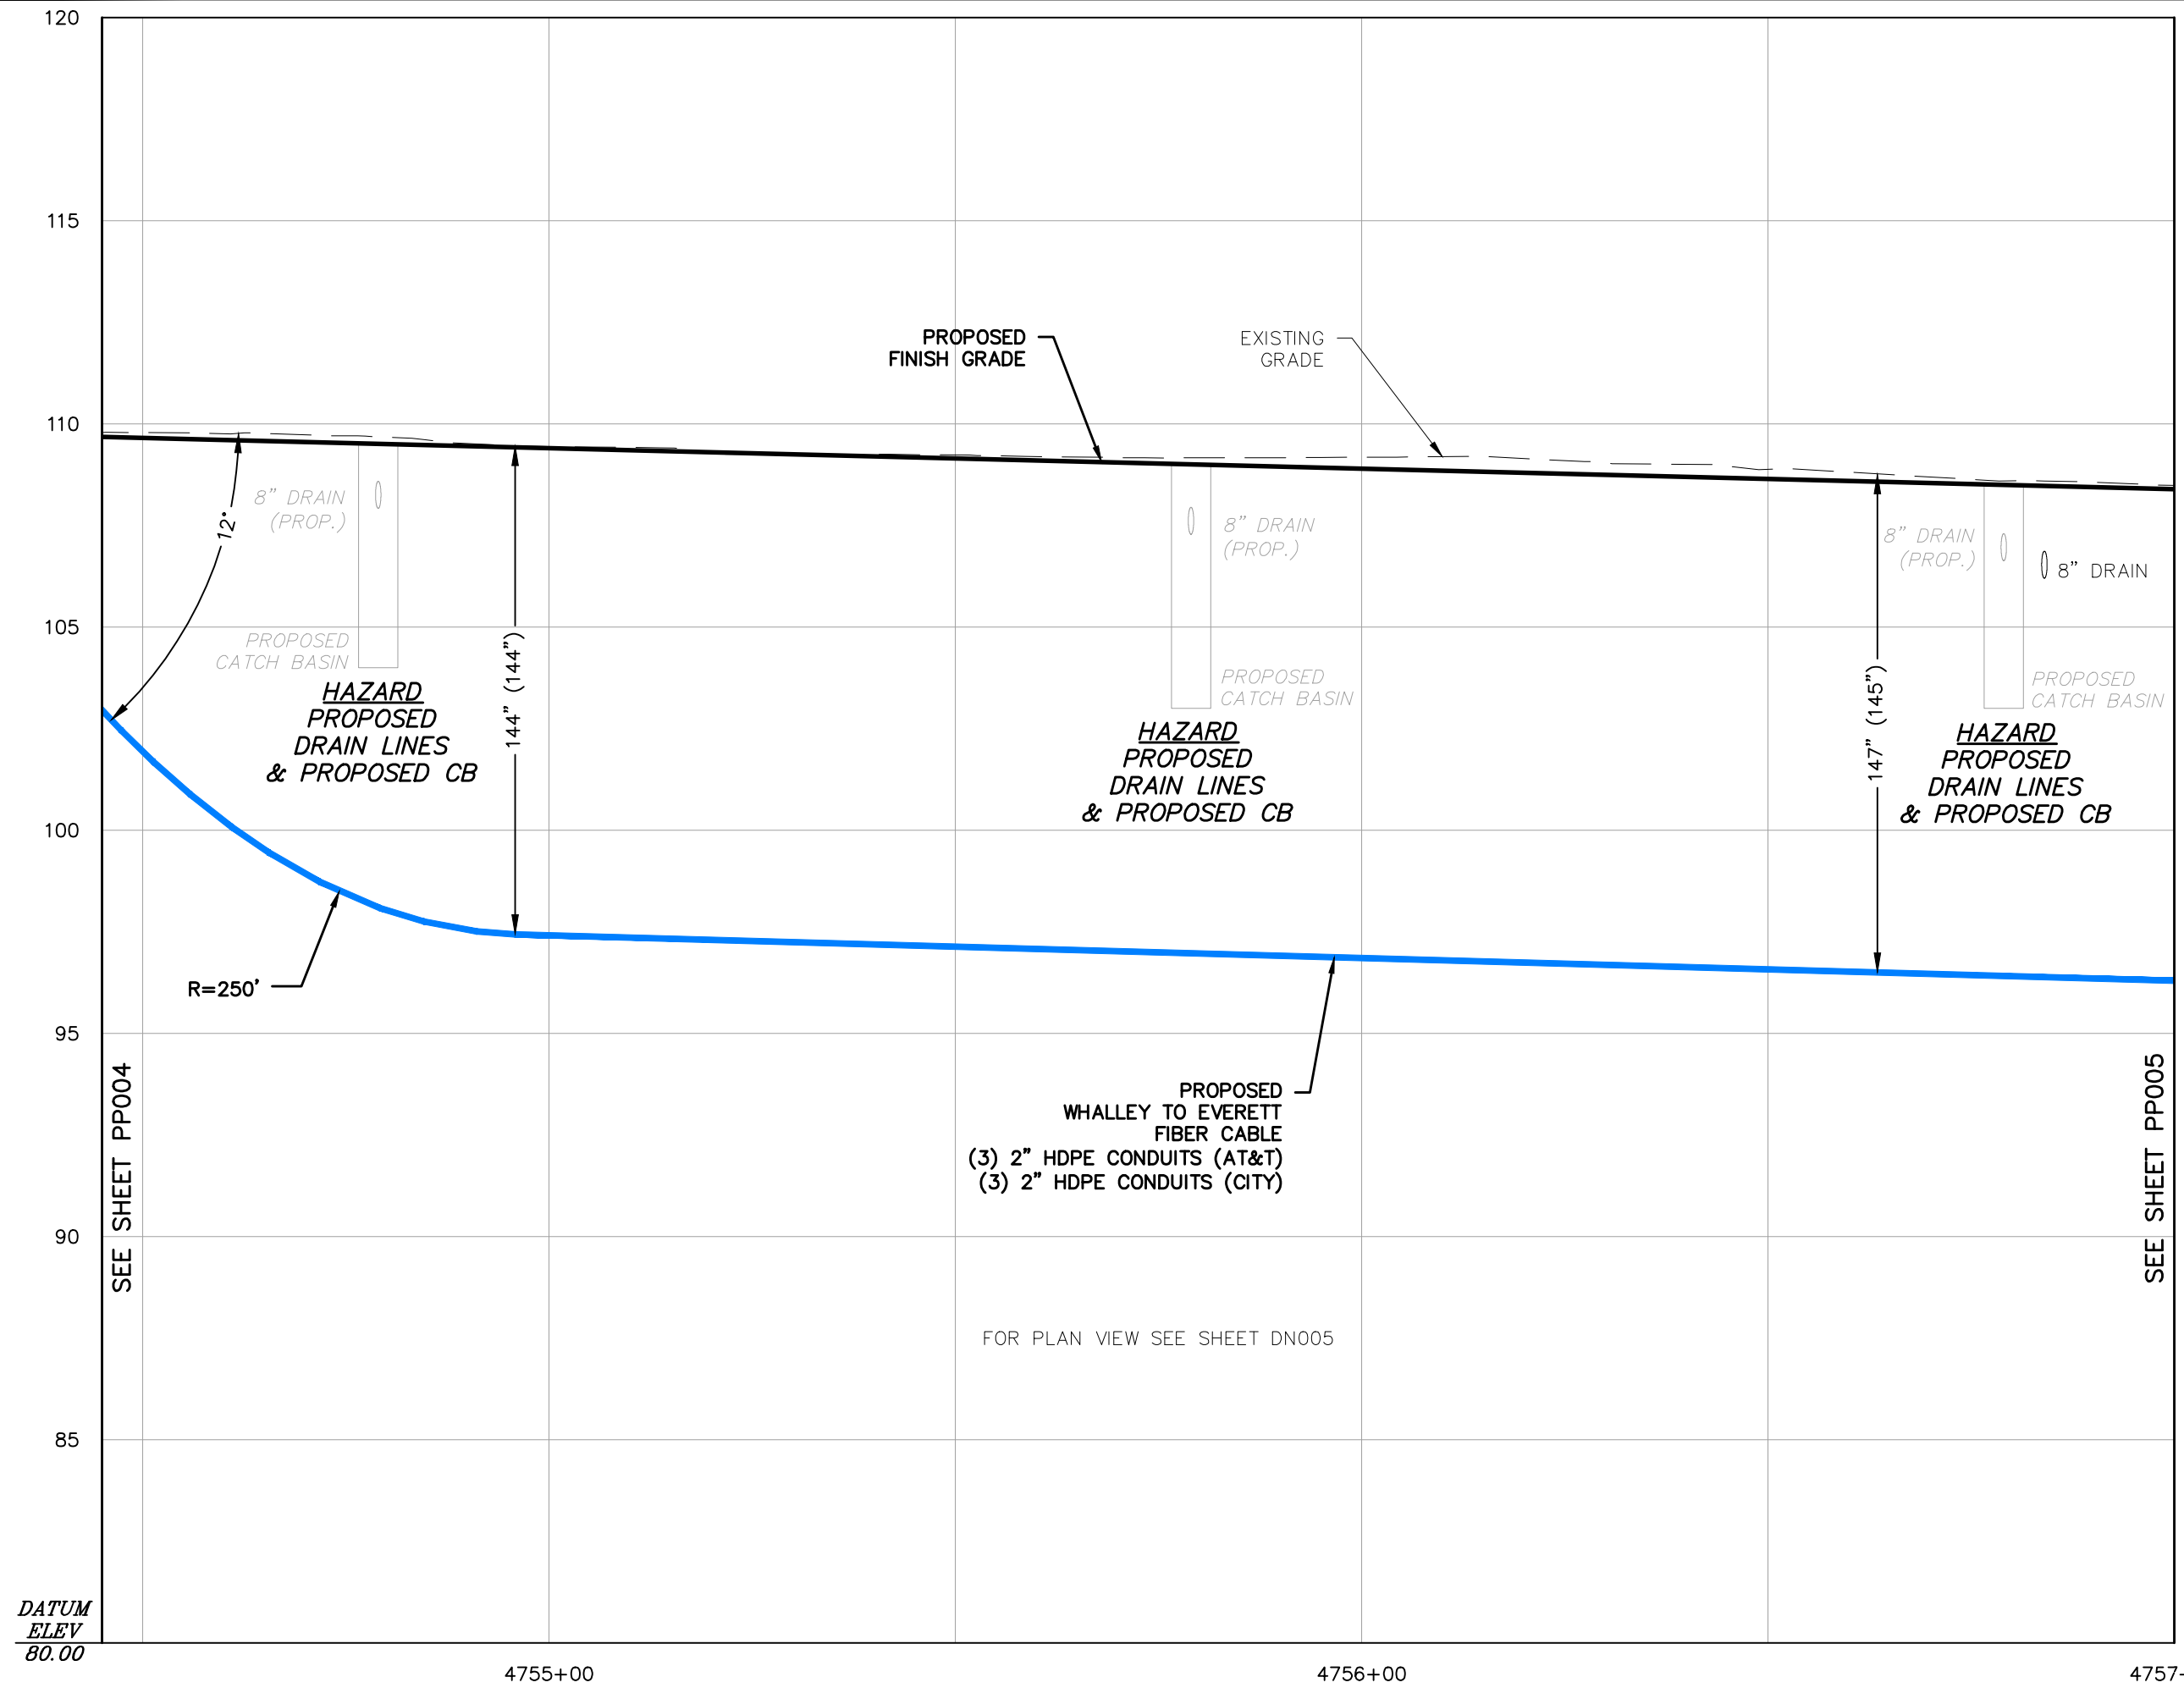 120
115
110
105
100
95
90
85
DATUM
ELEV
80.00
4755+00
4756+00
4757
SEE SHEET PP004
SEE SHEET PP005
PROPOSED
FINISH GRADE
EXISTING
GRADE
12°
8" DRAIN
(PROP.)
PROPOSED
CATCH BASIN
HAZARD
PROPOSED
DRAIN LINES
& PROPOSED CB
144" (144")
R=250'
8" DRAIN
(PROP.)
PROPOSED
CATCH BASIN
HAZARD
PROPOSED
DRAIN LINES
& PROPOSED CB
147" (145")
8" DRAIN
(PROP.)
8" DRAIN
PROPOSED
CATCH BASIN
HAZARD
PROPOSED
DRAIN LINES
& PROPOSED CB
PROPOSED
WHALLEY TO EVERETT
FIBER CABLE
(3) 2" HDPE CONDUITS (AT&T)
(3) 2" HDPE CONDUITS (CITY)
FOR PLAN VIEW SEE SHEET DN005